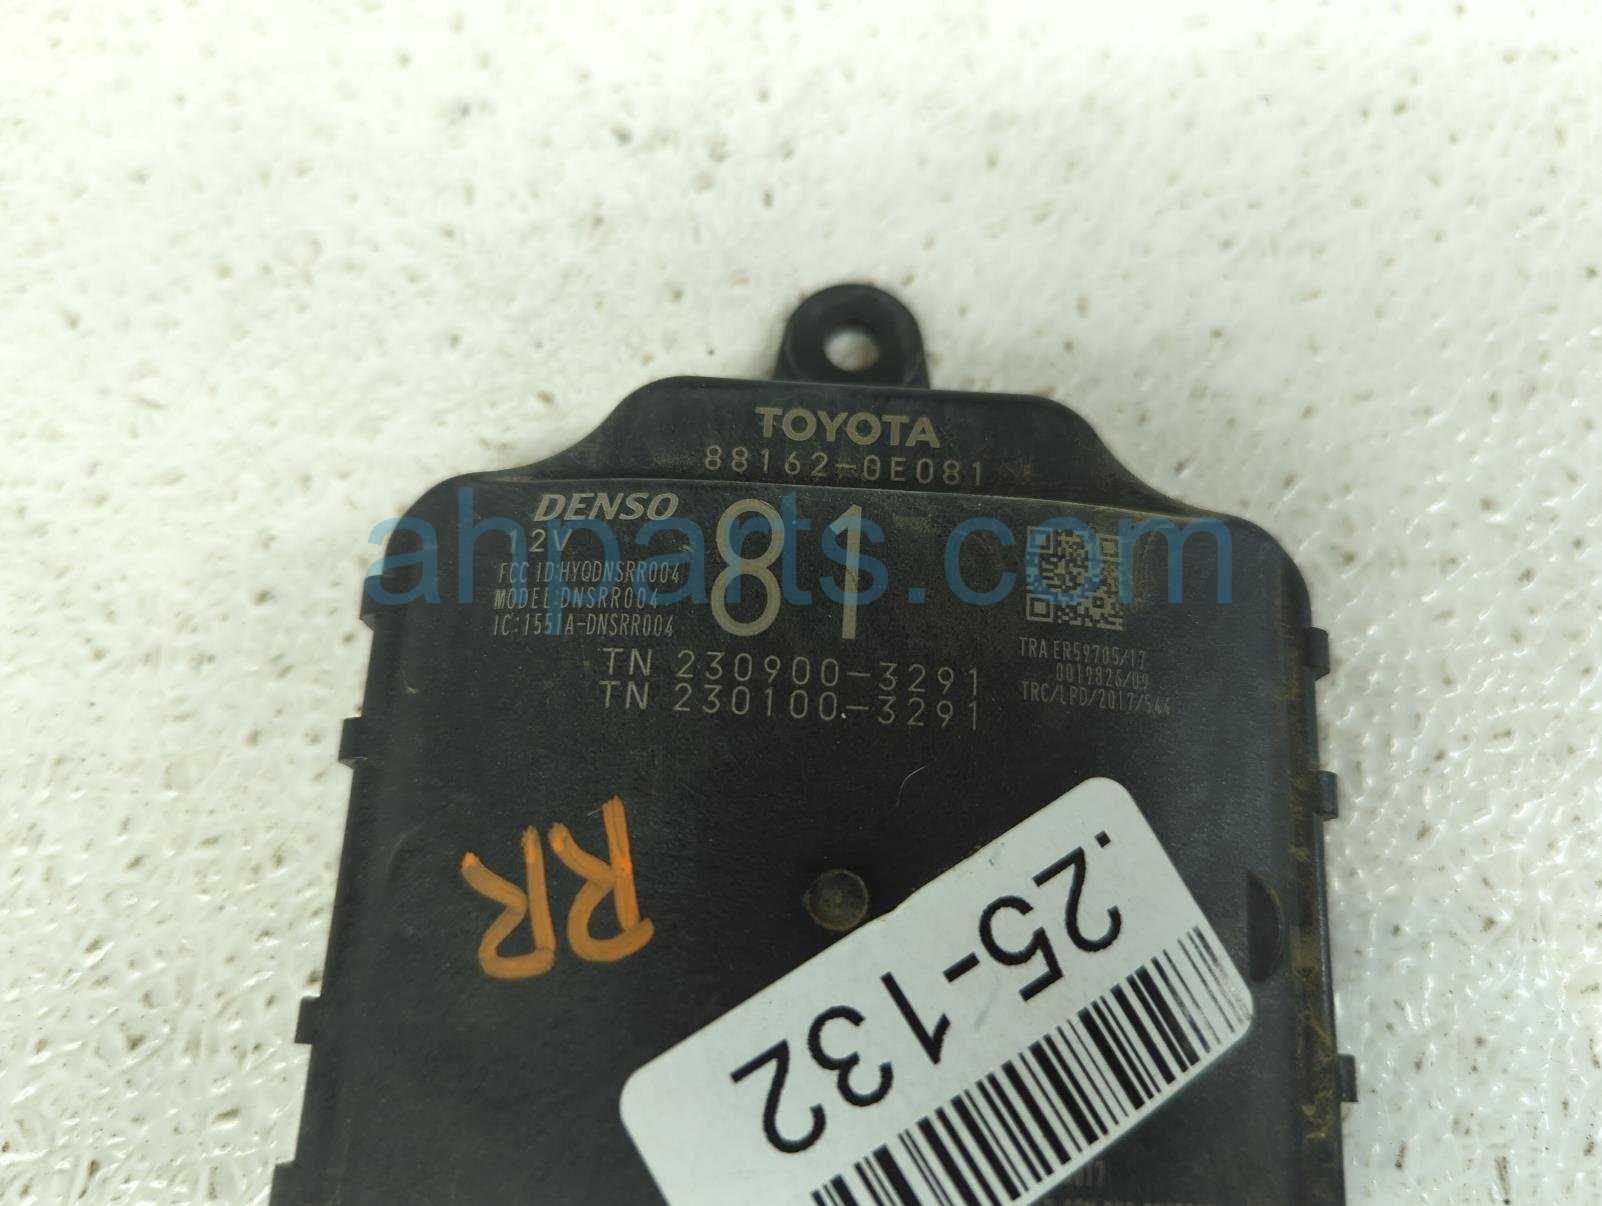 TOYOTA
88162-0E081
DENSO
12V
FCC ID:HYQDNSRR004
MODEL:DNSRR004
IC:1551A-DNSRR004
81
TN 230900-3291
TN 230100-3291
TRA ER59705/17
0019826/09
TRC/LPD/2017/544
ahparts.com
RR
.25-132